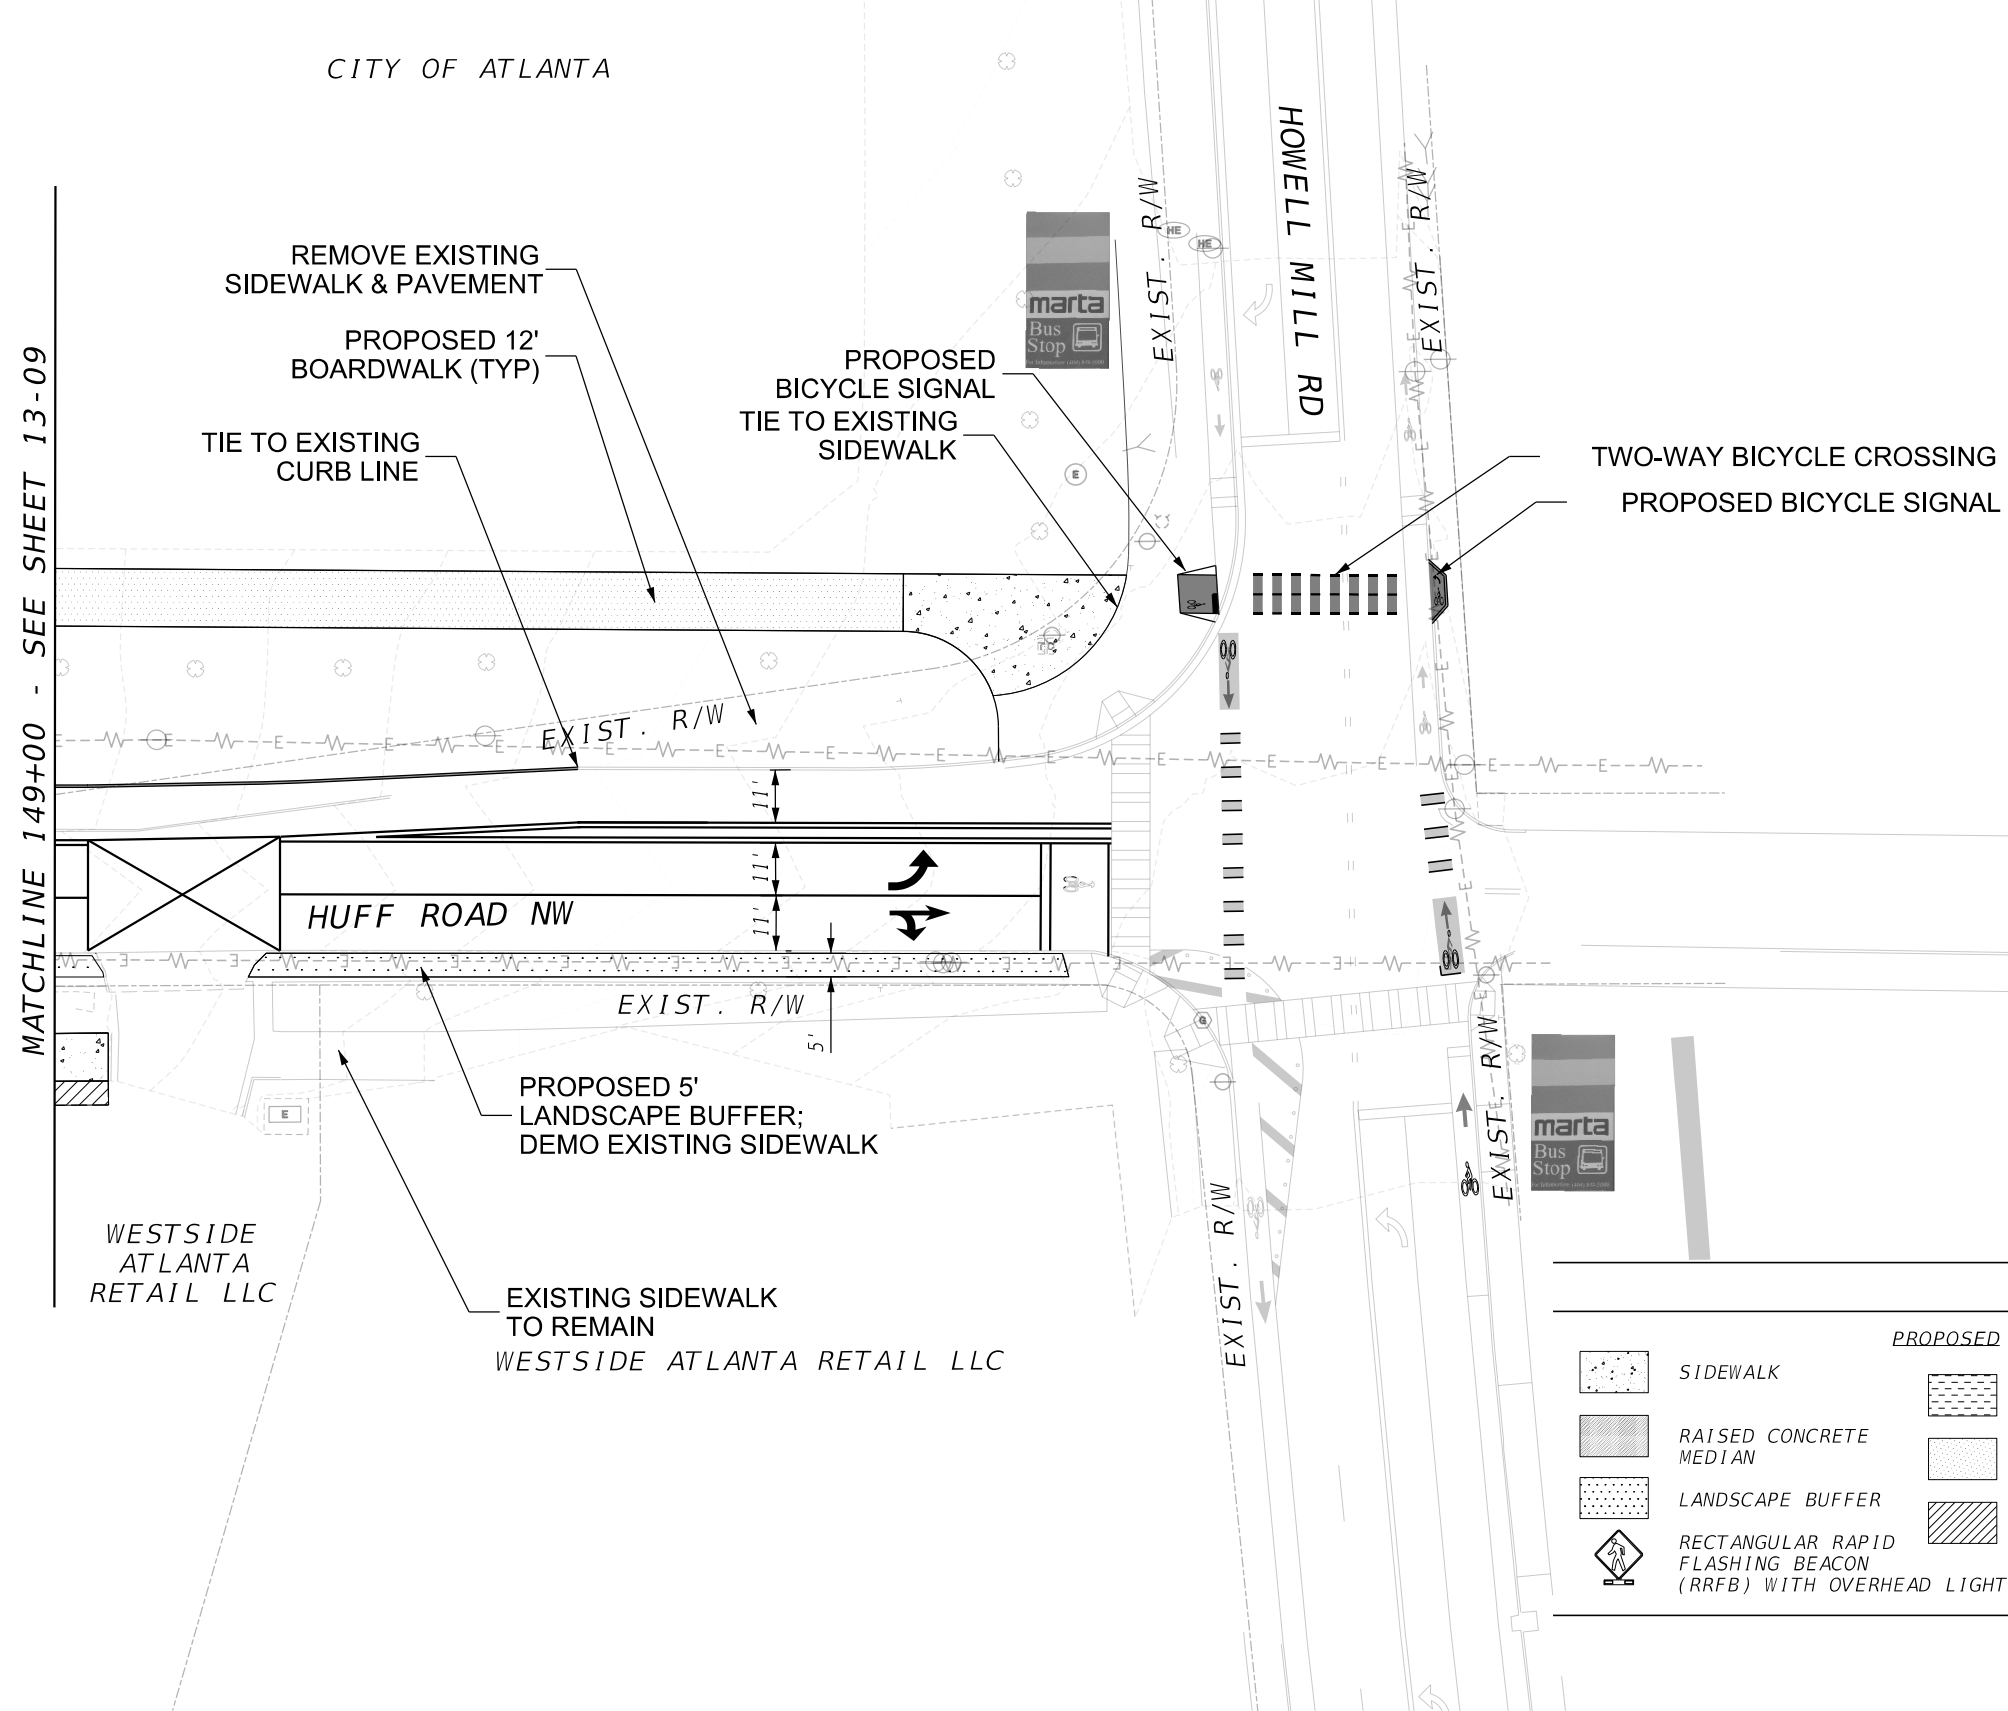 CITY OF ATLANTA
REMOVE EXISTING
SIDEWALK & PAVEMENT
PROPOSED 12'
BOARDWALK (TYP)
TIE TO EXISTING
CURB LINE
PROPOSED
BICYCLE SIGNAL
TIE TO EXISTING
SIDEWALK
marta
Bus
Stop
EXIST. R/W
HE
HE
HOWELL MILL RD
EXIST. R/W
E
TWO-WAY BICYCLE CROSSING
PROPOSED BICYCLE SIGNAL
MATCHLINE 149+00 - SEE SHEET 13-09
EXIST. R/W
11'
11'
11'
HUFF ROAD NW
EXIST. R/W
5'
G
E
PROPOSED 5'
LANDSCAPE BUFFER;
DEMO EXISTING SIDEWALK
EXIST. R/W
EXIST. R/W
marta
Bus
Stop
WESTSIDE
ATLANTA
RETAIL LLC
EXISTING SIDEWALK
TO REMAIN
WESTSIDE ATLANTA RETAIL LLC
PROPOSED
SIDEWALK
RAISED CONCRETE
MEDIAN
LANDSCAPE BUFFER
RECTANGULAR RAPID
FLASHING BEACON
(RRFB) WITH OVERHEAD LIGHT